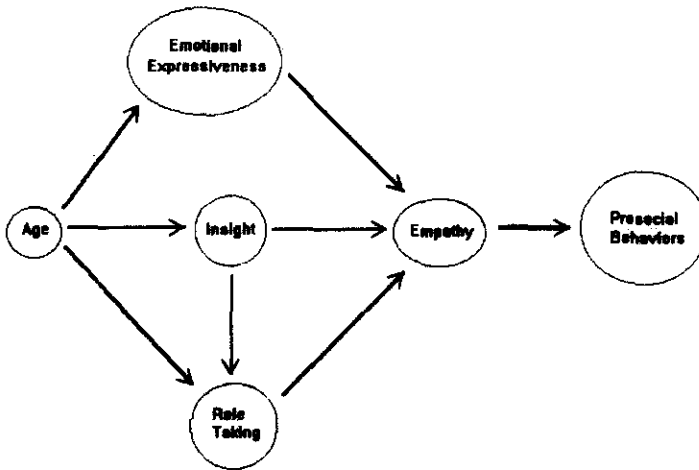 Emotional
Expressiveness
Age
Insight
Empathy
Prosocial
Behaviors
Role
Taking